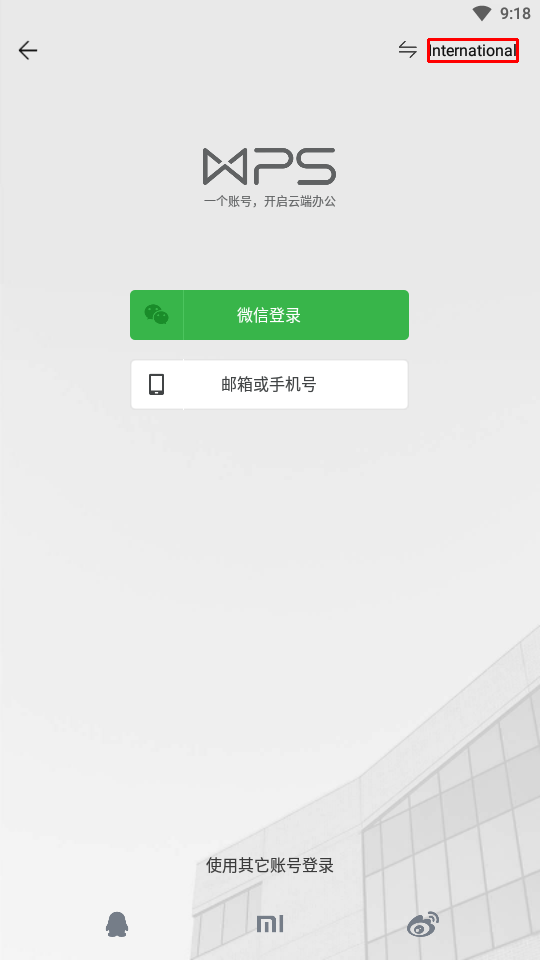 9:18
International
WPS
一个账号，开启云端办公
微信登录
邮箱或手机号
使用其它账号登录